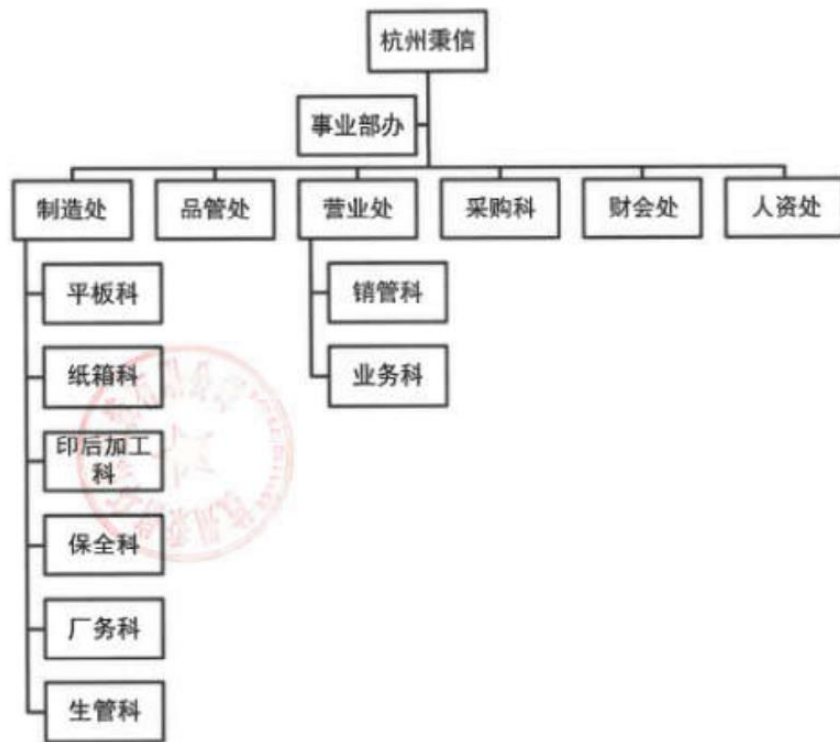 杭州秉信
事业部办
制造处
品管处
营业处
采购科
财会处
人资处
平板科
销管科
纸箱科
业务科
印后加工
科
保全科
厂务科
生管科